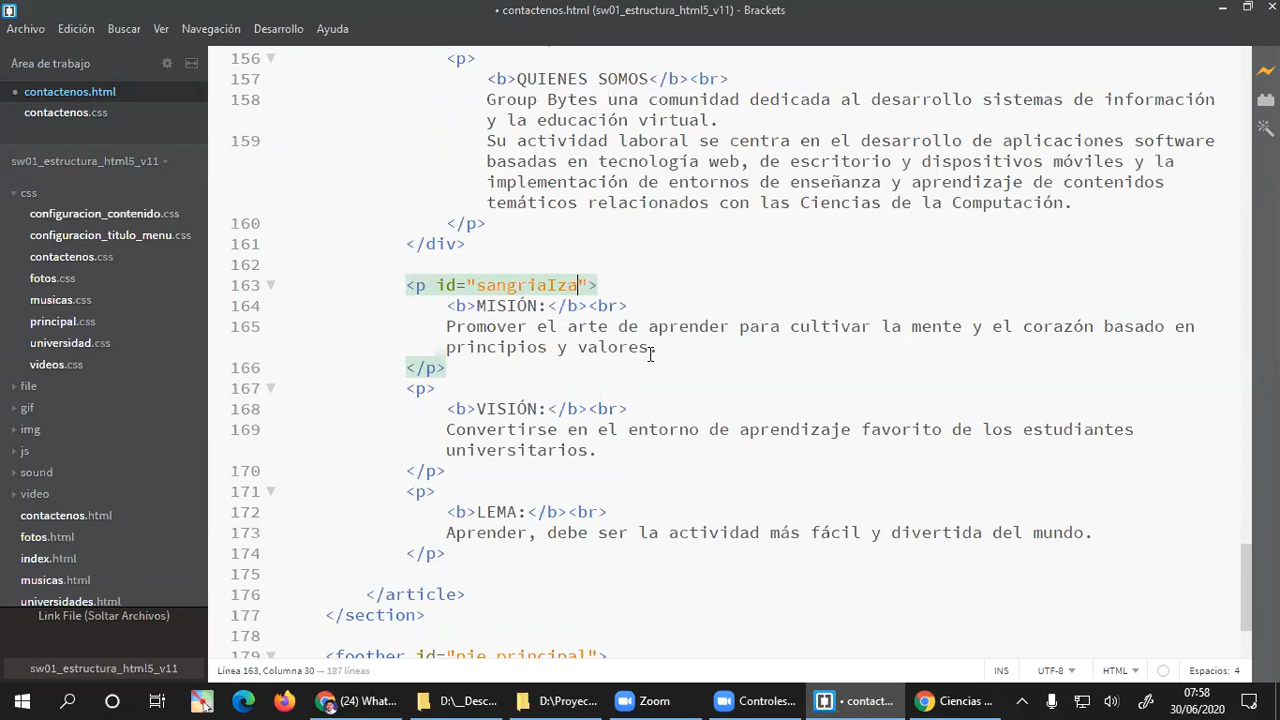 • contactenos.html (sw01_estructura_html5_v11) - Brackets
Archivo Edición Buscar Ver Navegación Desarrollo Ayuda
Área de trabajo
• contactenos.html
contactenos.css
sw01_estructura_html5_v11
css
configuracion_contenido.css
configuracion_titulo_menu.css
contactenos.css
fotos.css
musicas.css
principal.css
universidad.css
videos.css
file
gif
img
js
sound
video
contactenos.html
fotos.html
index.html
musicas.html
universidades.html
Link File (Soltar Archivos)
sw01_estructura_html5_v11
156 <p>
157 <b>QUIENES SOMOS</b><br>
158 Group Bytes una comunidad dedicada al desarrollo sistemas de información
y la educación virtual.
159 Su actividad laboral se centra en el desarrollo de aplicaciones software
basadas en tecnología web, de escritorio y dispositivos móviles y la
implementación de entornos de enseñanza y aprendizaje de contenidos
temáticos relacionados con las Ciencias de la Computación.
160 </p>
161 </div>
162
163 <p id="sangriaIza">
164 <b>MISIÓN:</b><br>
165 Promover el arte de aprender para cultivar la mente y el corazón basado en
principios y valores.
166 </p>
167 <p>
168 <b>VISIÓN:</b><br>
169 Convertirse en el entorno de aprendizaje favorito de los estudiantes
universitarios.
170 </p>
171 <p>
172 <b>LEMA:</b><br>
173 Aprender, debe ser la actividad más fácil y divertida del mundo.
174 </p>
175
176 </article>
177 </section>
178
179 <foother id="pie_principal">
Línea 163, Columna 30 — 187 líneas
INS UTF-8 HTML Espacios: 4
(24) What... D:\__Desc... D:\Proyec... Zoom Controles... • contact... Ciencias ...
07:58
30/06/2020